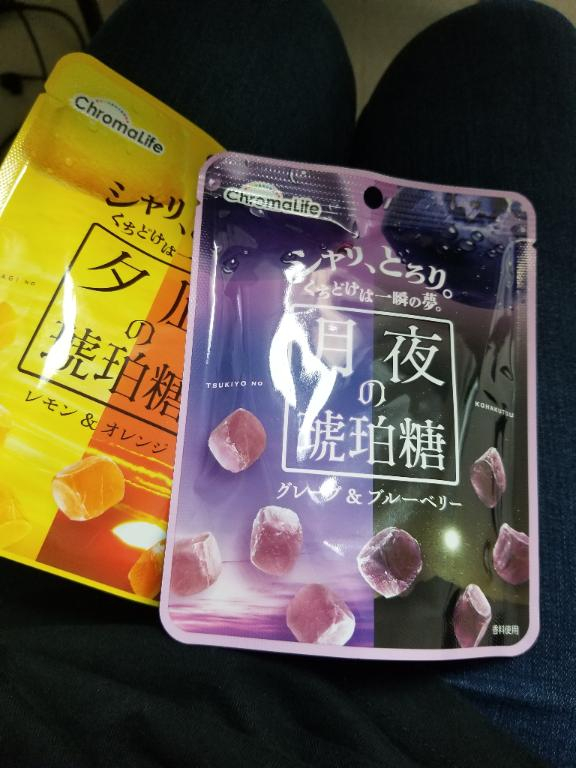 ChromaLife
シャリ、
くちどけは一
夕
の
琥珀糖
レモン & オレンジ
ChromaLife
シャリ、とろり。
くちどけは一瞬の夢。
月夜
の
琥珀糖
TSUKIYO NO
KOHAKUTOU
グレープ & ブルーベリー
香料使用